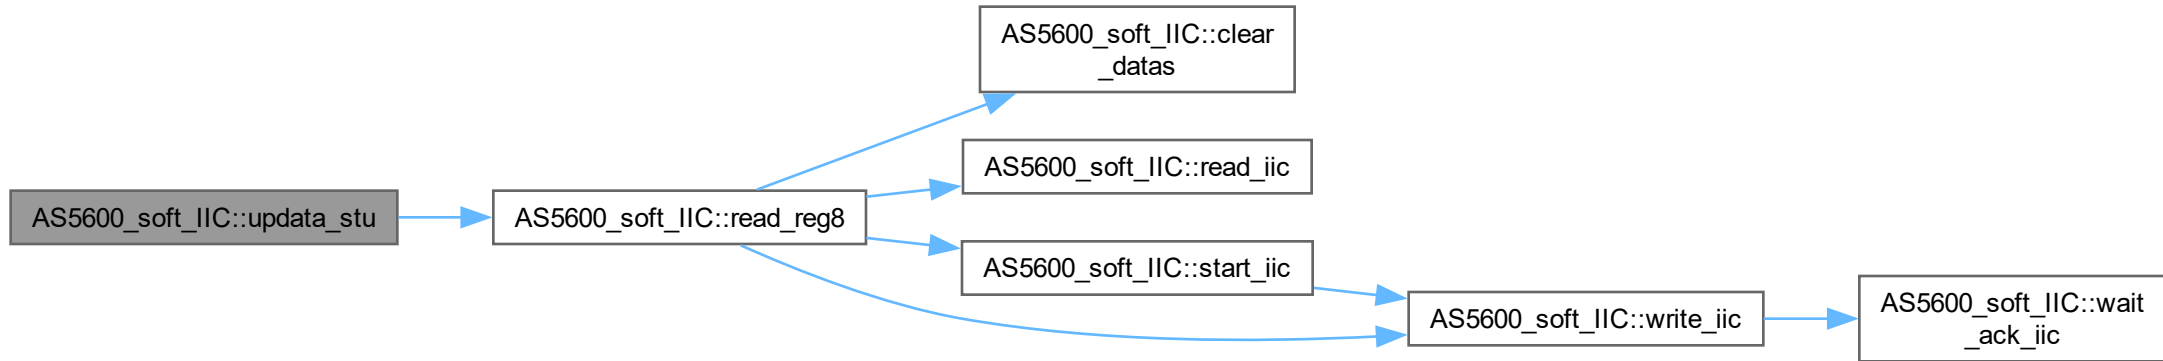 AS5600_soft_IIC::clear
_datas
AS5600_soft_IIC::read_iic
AS5600_soft_IIC::updata_stu
AS5600_soft_IIC::read_reg8
AS5600_soft_IIC::start_iic
AS5600_soft_IIC::write_iic
AS5600_soft_IIC::wait
_ack_iic